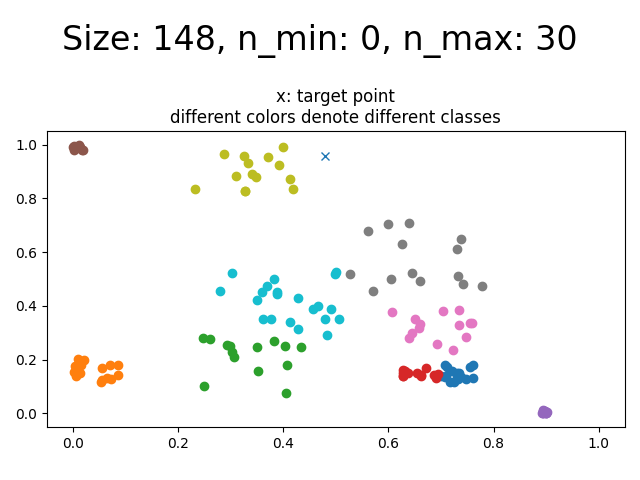 Size: 148, n_min: 0, n_max: 30
x: target point
different colors denote different classes
1.0
0.8
0.6
0.4
0.2
0.0
0.0 0.2 0.4 0.6 0.8 1.0